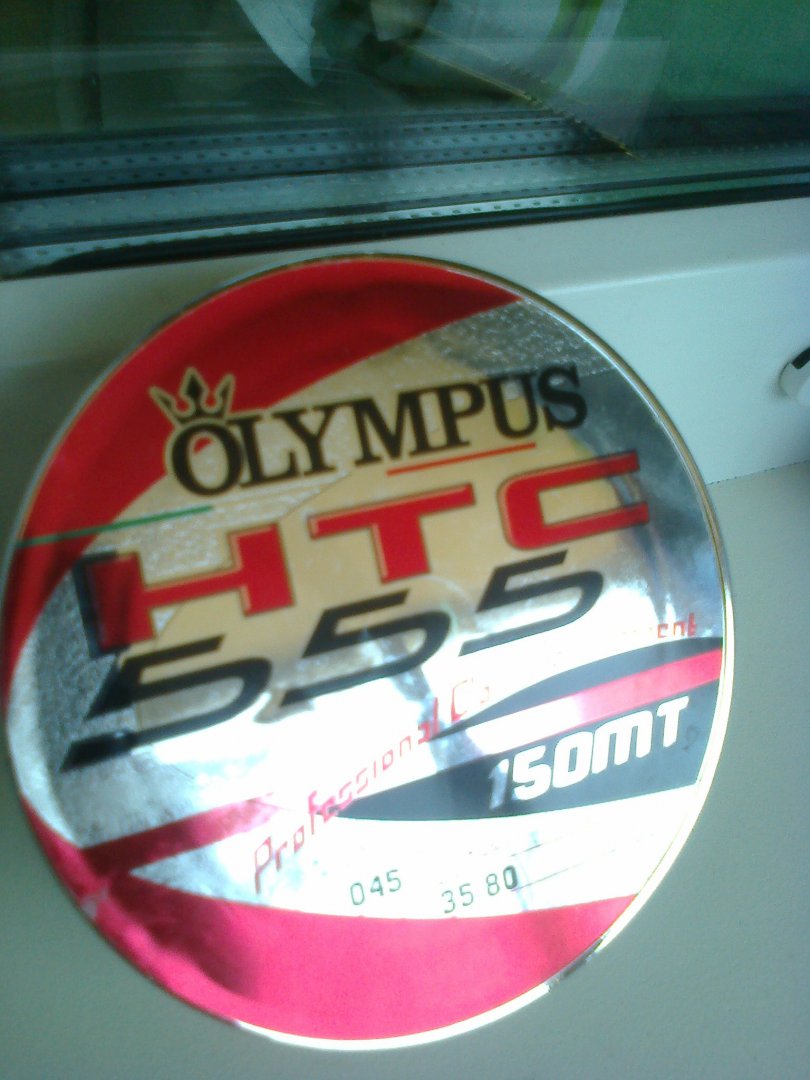 OLYMPUS
HTC
555
Professional
150MT
045 35 80